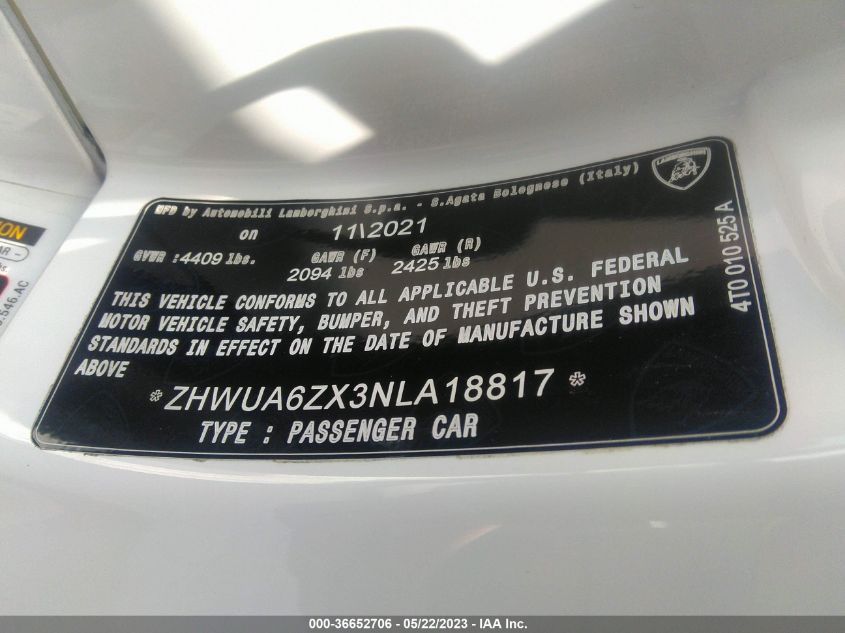 MFD by Automobili Lamborghini S.p.a. - S.Agata Bolognese (Italy)
on 11\2021
GVWR :4409 lbs. GAWR (F) GAWR (R)
2094 lbs 2425 lbs
THIS VEHICLE CONFORMS TO ALL APPLICABLE U.S. FEDERAL
MOTOR VEHICLE SAFETY, BUMPER, AND THEFT PREVENTION
STANDARDS IN EFFECT ON THE DATE OF MANUFACTURE SHOWN
ABOVE
*ZHWUA6ZX3NLA18817*
TYPE : PASSENGER CAR
4T0 010 525 A
LAMBORGHINI
.546.AC
000-36652706 - 05/22/2023 - IAA Inc.